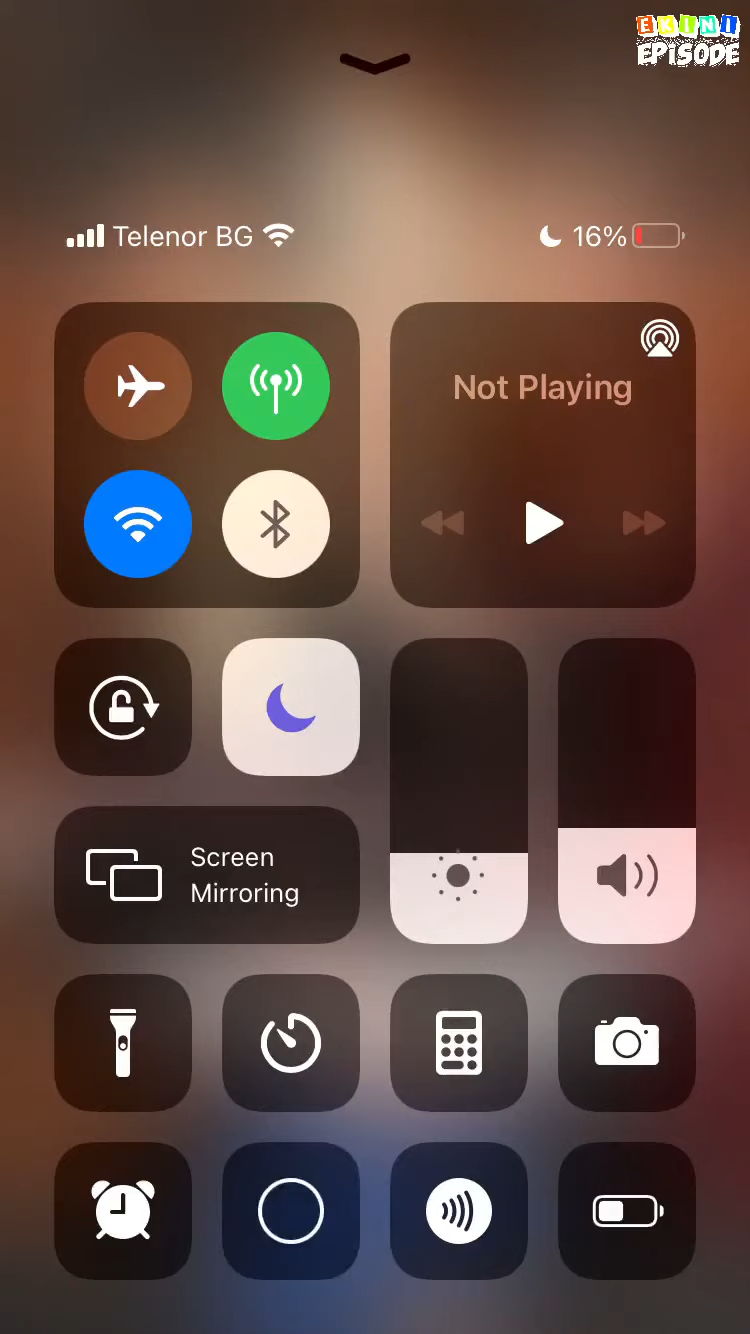 EKINI
EPISODE
Telenor BG
16%
Not Playing
Screen
Mirroring